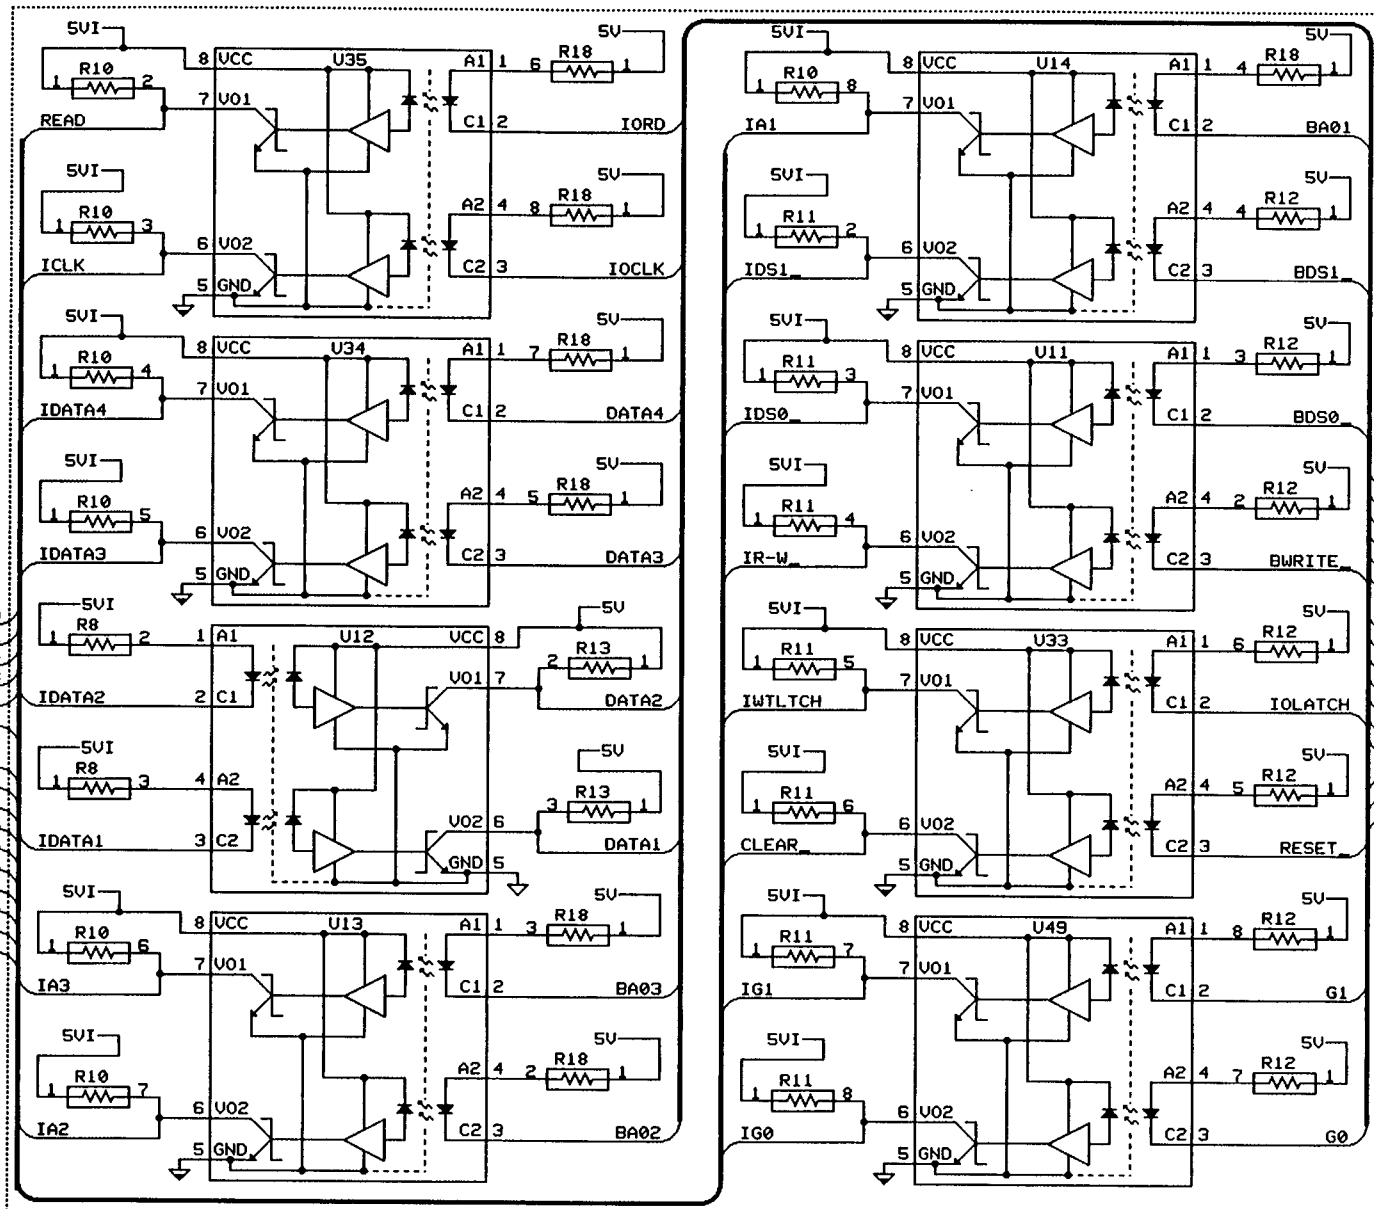 5VI 5V
8 VCC U35 A1 1 6 R18 1
1 R10 2
7 VO1
READ C1 2 IORD
5VI 5V
A2 4 8 R18 1
1 R10 3
6 VO2
ICLK C2 3 IOCLK
5 GND
5VI 5V
8 VCC U34 A1 1 7 R18 1
1 R10 4
7 VO1
IDATA4 C1 2 DATA4
5VI 5V
A2 4 5 R18 1
1 R10 5
6 VO2
IDATA3 C2 3 DATA3
5 GND
5VI 5V
1 R8 2 1 A1 U12 VCC 8
2 R13 1
VO1 7
IDATA2 2 C1 DATA2
5VI 5V
1 R8 3 4 A2
3 R13 1
VO2 6
IDATA1 3 C2 DATA1
GND 5
5VI 5V
8 VCC U13 A1 1 3 R18 1
1 R10 6
7 VO1
IA3 C1 2 BA03
5VI 5V
A2 4 2 R18 1
1 R10 7
6 VO2
IA2 C2 3 BA02
5 GND
5VI 5V
8 VCC U14 A1 1 4 R18 1
1 R10 8
7 VO1
IA1 C1 2 BA01
5VI 5V
A2 4 4 R12 1
1 R11 2
6 VO2
IDS1_ C2 3 BDS1_
5 GND
5VI 5V
8 VCC U11 A1 1 3 R12 1
1 R11 3
7 VO1
IDS0_ C1 2 BDS0_
5VI 5V
A2 4 2 R12 1
1 R11 4
6 VO2
IR-W_ C2 3 BWRITE_
5 GND
5VI 5V
8 VCC U33 A1 1 6 R12 1
1 R11 5
7 VO1
IWTLTCH C1 2 IOLATCH
5VI 5V
A2 4 5 R12 1
1 R11 6
6 VO2
CLEAR_ C2 3 RESET_
5 GND
5VI 5V
8 VCC U49 A1 1 8 R12 1
1 R11 7
7 VO1
IG1 C1 2 G1
5VI 5V
A2 4 7 R12 1
1 R11 8
6 VO2
IG0 C2 3 G0
5 GND